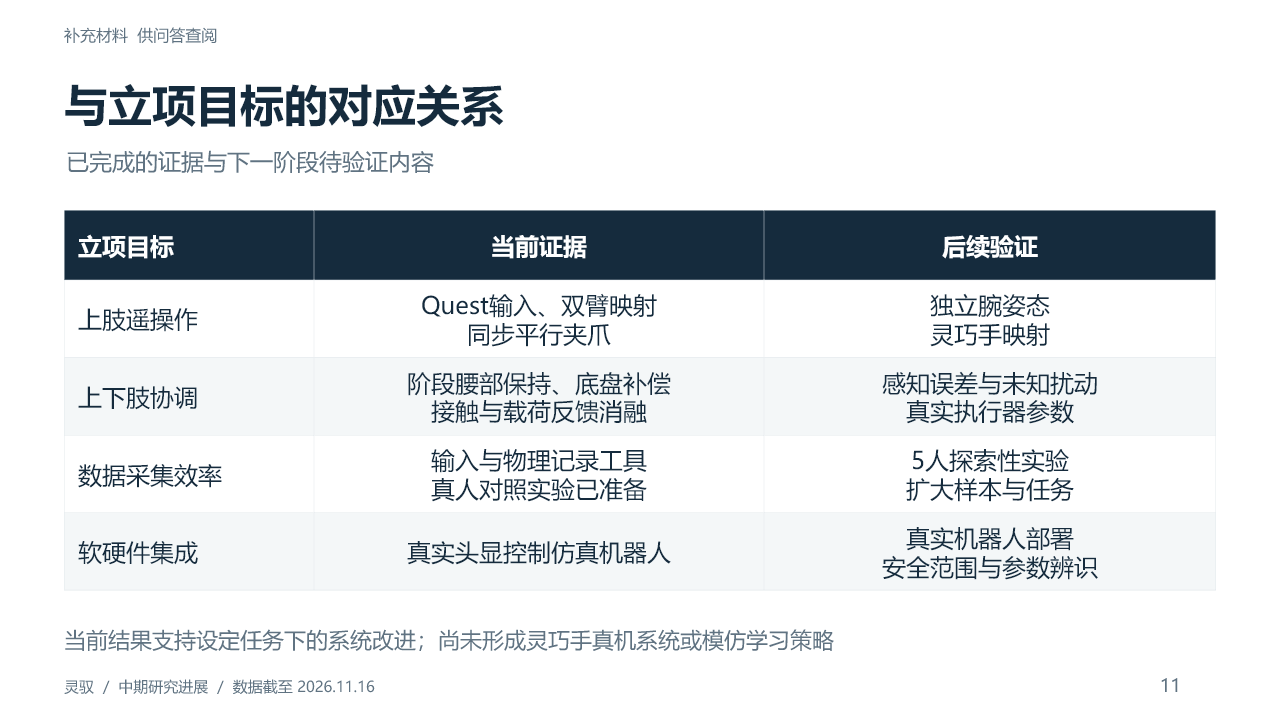 补充材料 供问答查阅
与立项目标的对应关系
已完成的证据与下一阶段待验证内容
立项目标 当前证据 后续验证
上肢遥操作
Quest输入、双臂映射
同步平行夹爪
独立腕姿态
灵巧手映射
上下肢协调
阶段腰部保持、底盘补偿
接触与载荷反馈消融
感知误差与未知扰动
真实执行器参数
数据采集效率
输入与物理记录工具
真人对照实验已准备
5人探索性实验
扩大样本与任务
软硬件集成
真实头显控制仿真机器人
真实机器人部署
安全范围与参数辨识
当前结果支持设定任务下的系统改进；尚未形成灵巧手真机系统或模仿学习策略
灵驭 / 中期研究进展 / 数据截至 2026.11.16
11